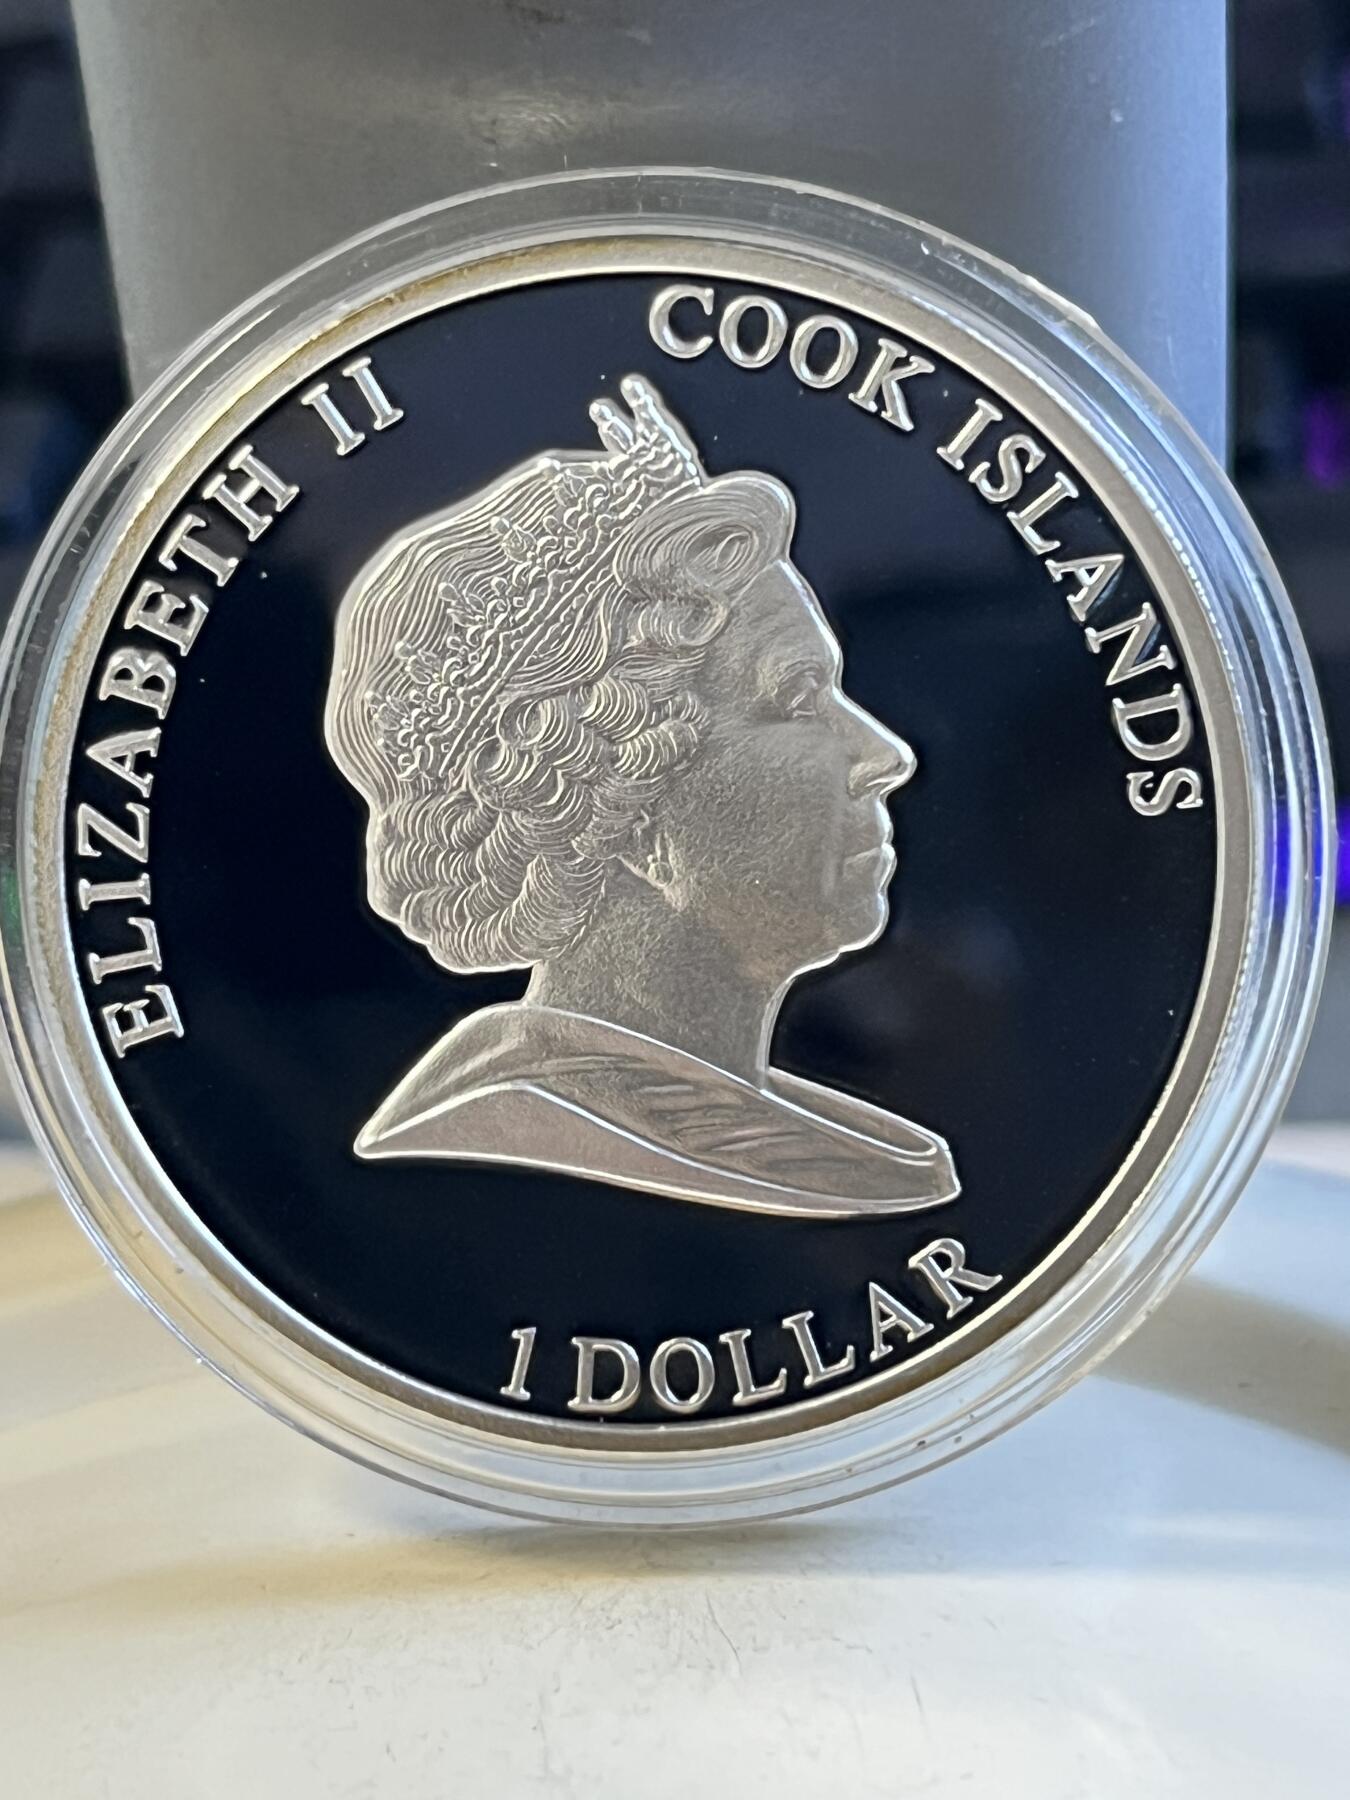 ELIZABETH II
COOK ISLANDS
1 DOLLAR